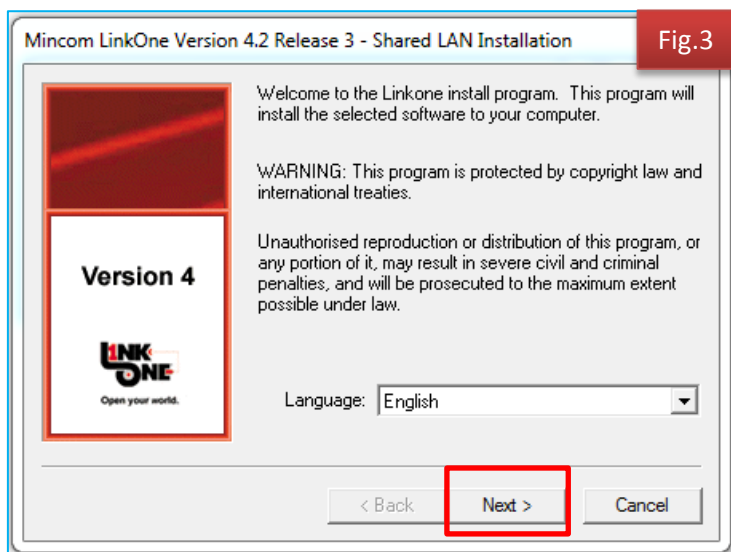 Mincom LinkOne Version 4.2 Release 3 - Shared LAN Installation
Fig.3
Welcome to the Linkone install program. This program will
install the selected software to your computer.
WARNING: This program is protected by copyright law and
international treaties.
Unauthorised reproduction or distribution of this program, or
any portion of it, may result in severe civil and criminal
penalties, and will be prosecuted to the maximum extent
possible under law.
Version 4
L1NK
ONE
Open your world.
Language: English
< Back Next > Cancel